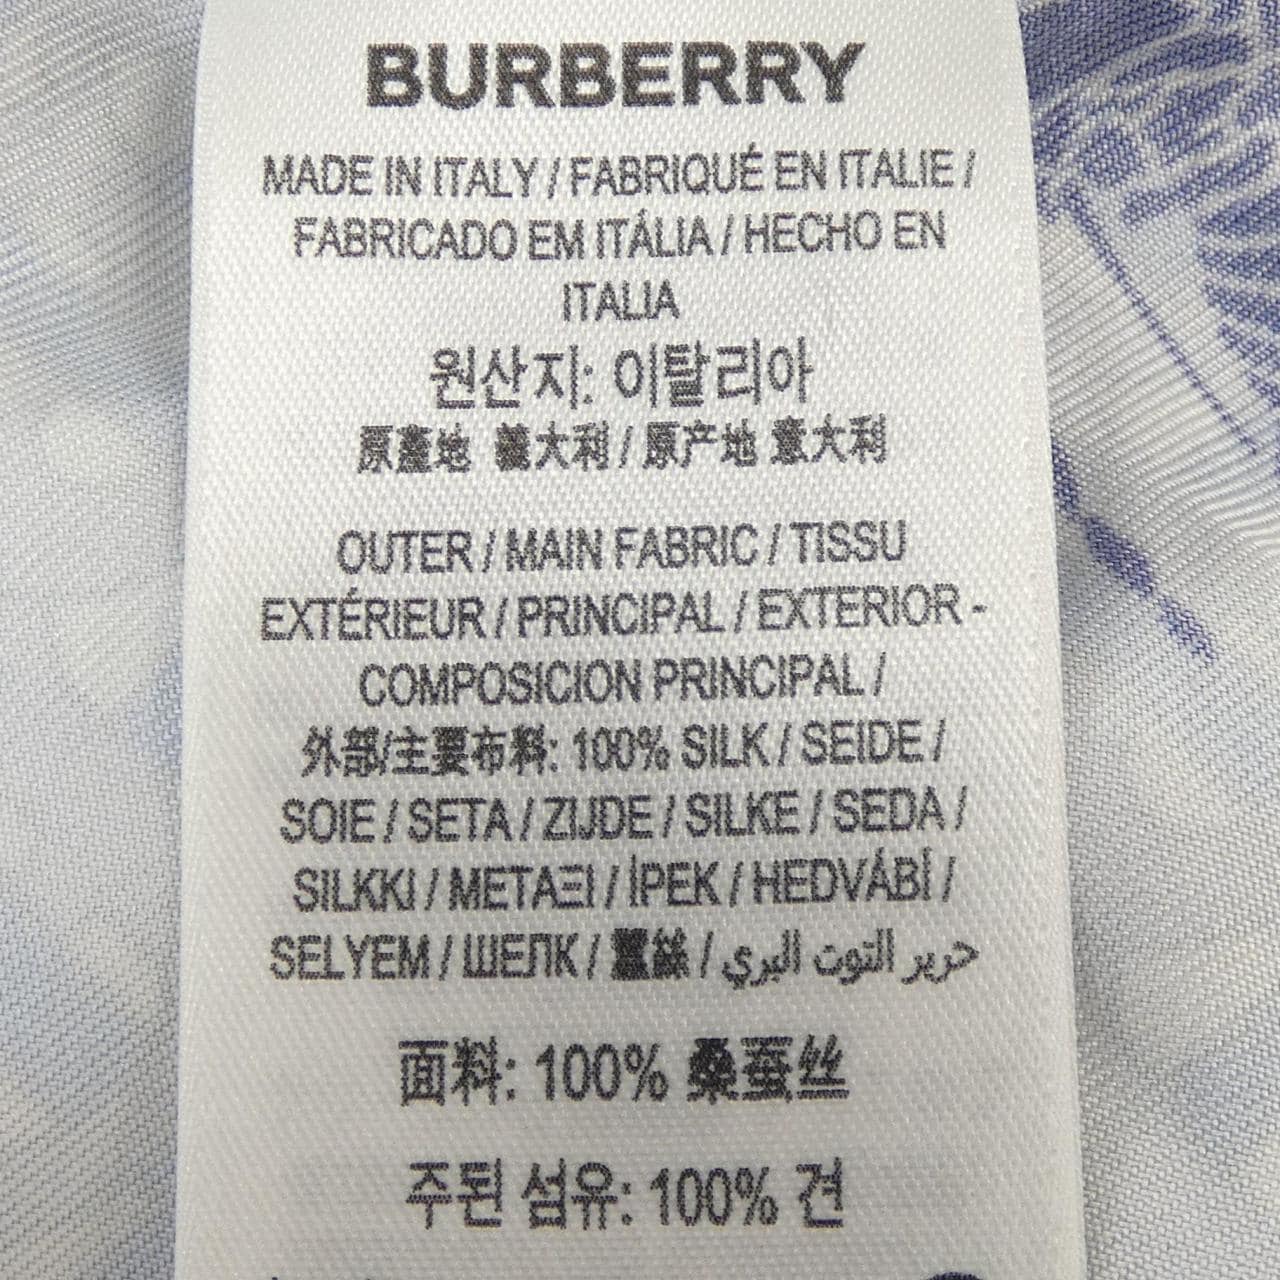 BURBERRY
MADE IN ITALY / FABRIQUÉ EN ITALIE /
FABRICADO EM ITÁLIA / HECHO EN
ITALIA
원산지: 이탈리아
原產地 義大利 / 原产地 意大利
OUTER / MAIN FABRIC / TISSU
EXTÉRIEUR / PRINCIPAL / EXTERIOR -
COMPOSICION PRINCIPAL /
外部/主要布料: 100% SILK / SEIDE /
SOIE / SETA / ZIJDE / SILKE / SEDA /
SILKKI / ΜΕΤΑΞΙ / İPEK / HEDVÁBÍ /
SELYEM / ШЕЛК / 蠶絲 / حرير التوت البري
面料: 100% 桑蚕丝
주된 섬유: 100% 견